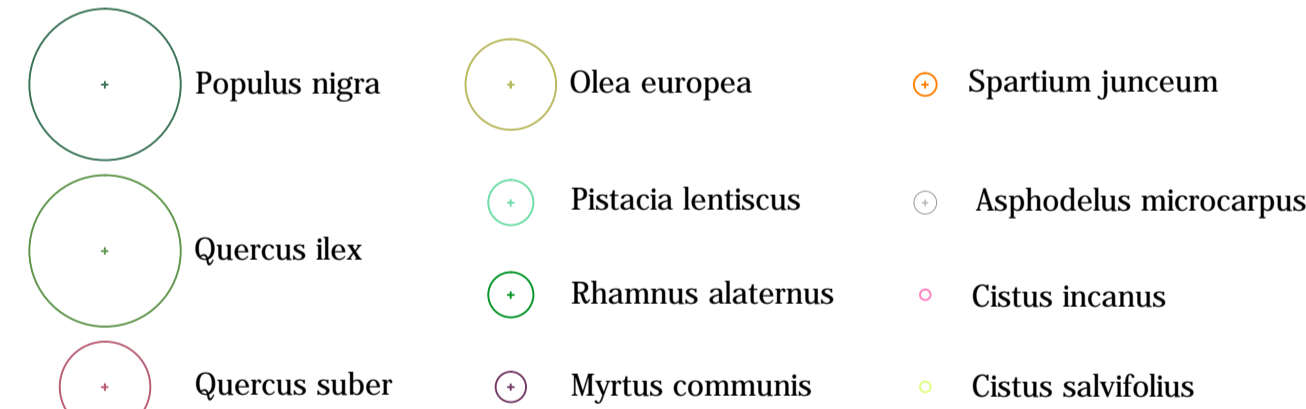 Populus nigra
Quercus ilex
Quercus suber
Olea europea
Pistacia lentiscus
Rhamnus alaternus
Myrtus communis
Spartium junceum
Asphodelus microcarpus
Cistus incanus
Cistus salvifolius